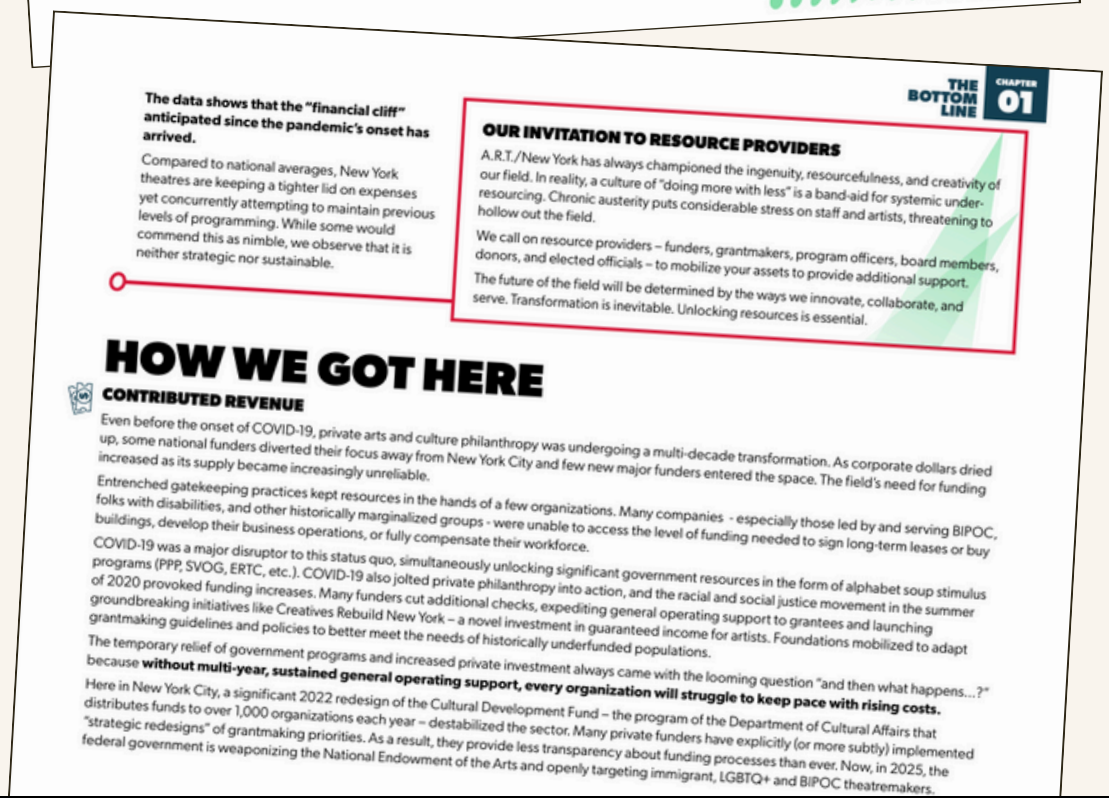 THE
BOTTOM
LINE
CHAPTER
01
The data shows that the “financial cliff”
anticipated since the pandemic’s onset has
arrived.
Compared to national averages, New York
theatres are keeping a tighter lid on expenses
yet concurrently attempting to maintain previous
levels of programming. While some would
commend this as nimble, we observe that it is
neither strategic nor sustainable.
OUR INVITATION TO RESOURCE PROVIDERS
A.R.T./New York has always championed the ingenuity, resourcefulness, and creativity of
our field. In reality, a culture of “doing more with less” is a band-aid for systemic under-
resourcing. Chronic austerity puts considerable stress on staff and artists, threatening to
hollow out the field.
We call on resource providers – funders, grantmakers, program officers, board members,
donors, and elected officials – to mobilize your assets to provide additional support.
The future of the field will be determined by the ways we innovate, collaborate, and
serve. Transformation is inevitable. Unlocking resources is essential.
HOW WE GOT HERE
CONTRIBUTED REVENUE
Even before the onset of COVID-19, private arts and culture philanthropy was undergoing a multi-decade transformation. As corporate dollars dried
up, some national funders diverted their focus away from New York City and few new major funders entered the space. The field’s need for funding
increased as its supply became increasingly unreliable.
Entrenched gatekeeping practices kept resources in the hands of a few organizations. Many companies - especially those led by and serving BIPOC,
folks with disabilities, and other historically marginalized groups - were unable to access the level of funding needed to sign long-term leases or buy
buildings, develop their business operations, or fully compensate their workforce.
COVID-19 was a major disruptor to this status quo, simultaneously unlocking significant government resources in the form of alphabet soup stimulus
programs (PPP, SVOG, ERTC, etc.). COVID-19 also jolted private philanthropy into action, and the racial and social justice movement in the summer
of 2020 provoked funding increases. Many funders cut additional checks, expediting general operating support to grantees and launching
groundbreaking initiatives like Creatives Rebuild New York – a novel investment in guaranteed income for artists. Foundations mobilized to adapt
grantmaking guidelines and policies to better meet the needs of historically underfunded populations.
The temporary relief of government programs and increased private investment always came with the looming question “and then what happens...?”
because without multi-year, sustained general operating support, every organization will struggle to keep pace with rising costs.
Here in New York City, a significant 2022 redesign of the Cultural Development Fund – the program of the Department of Cultural Affairs that
distributes funds to over 1,000 organizations each year – destabilized the sector. Many private funders have explicitly (or more subtly) implemented
“strategic redesigns” of grantmaking priorities. As a result, they provide less transparency about funding processes than ever. Now, in 2025, the
federal government is weaponizing the National Endowment of the Arts and openly targeting immigrant, LGBTQ+ and BIPOC theatremakers.